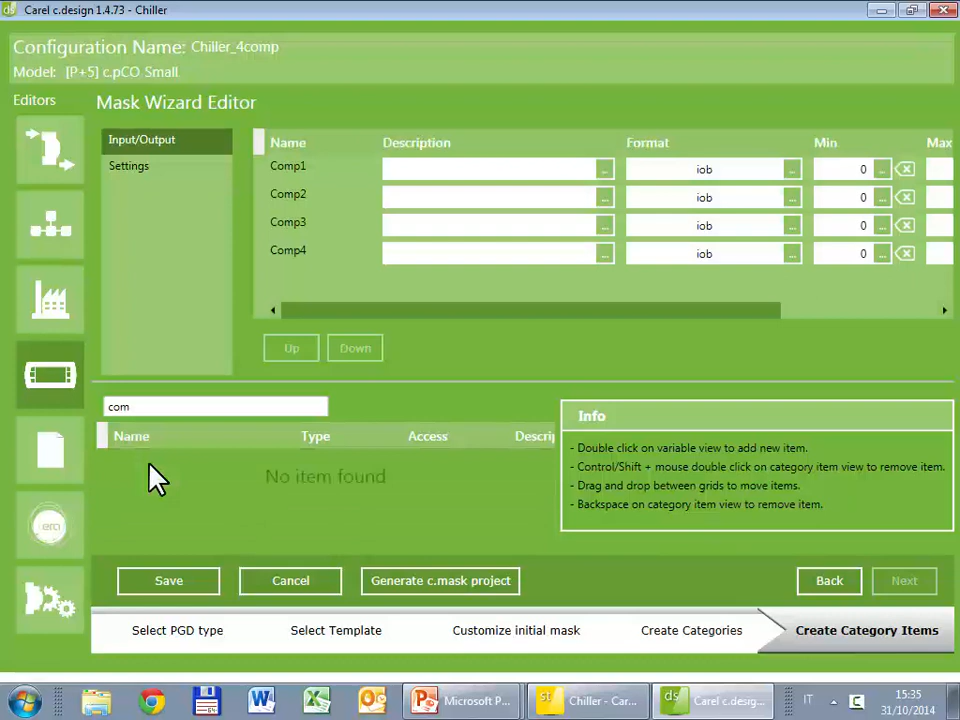 Carel c.design 1.4.73 - Chiller
Configuration Name: Chiller_4comp
Model: [P+5] c.pCO Small
Editors
Mask Wizard Editor
Input/Output
Settings
Name Description Format Min Max
Comp1 ... iob ... 0 ...
Comp2 ... iob ... 0 ...
Comp3 ... iob ... 0 ...
Comp4 ... iob ... 0 ...
Up Down
com
Name Type Access Descrip
No item found
Info
- Double click on variable view to add new item.
- Control/Shift + mouse double click on category item view to remove item.
- Drag and drop between grids to move items.
- Backspace on category item view to remove item.
era
Save Cancel Generate c.mask project Back Next
Select PGD type Select Template Customize initial mask Create Categories Create Category Items
Microsoft P... Chiller - Car... Carel c.desig... IT 15:35
31/10/2014